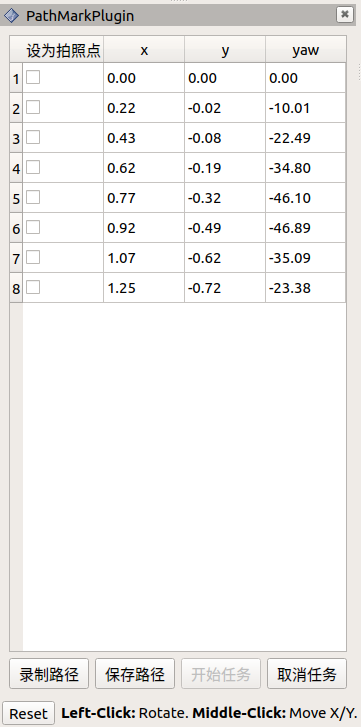 PathMarkPlugin
设为拍照点 x y yaw
1 0.00 0.00 0.00
2 0.22 -0.02 -10.01
3 0.43 -0.08 -22.49
4 0.62 -0.19 -34.80
5 0.77 -0.32 -46.10
6 0.92 -0.49 -46.89
7 1.07 -0.62 -35.09
8 1.25 -0.72 -23.38
录制路径 保存路径 开始任务 取消任务
Reset Left-Click: Rotate. Middle-Click: Move X/Y.